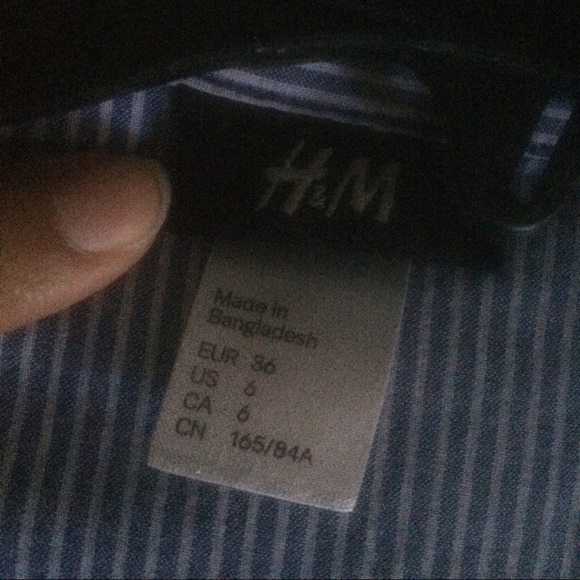 H&M
Made in
Bangladesh
EUR 36
US 6
CA 6
CN 165/84A